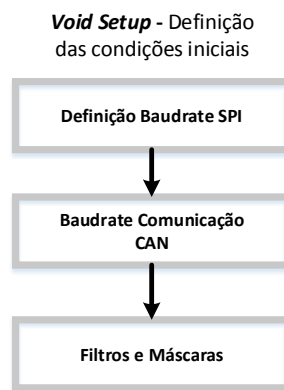 Void Setup - Definição
das condições iniciais
Definição Baudrate SPI
Baudrate Comunicação
CAN
Filtros e Máscaras